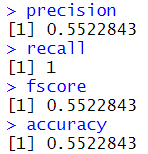 > precision
[1] 0.5522843
> recall
[1] 1
> fscore
[1] 0.5522843
> accuracy
[1] 0.5522843